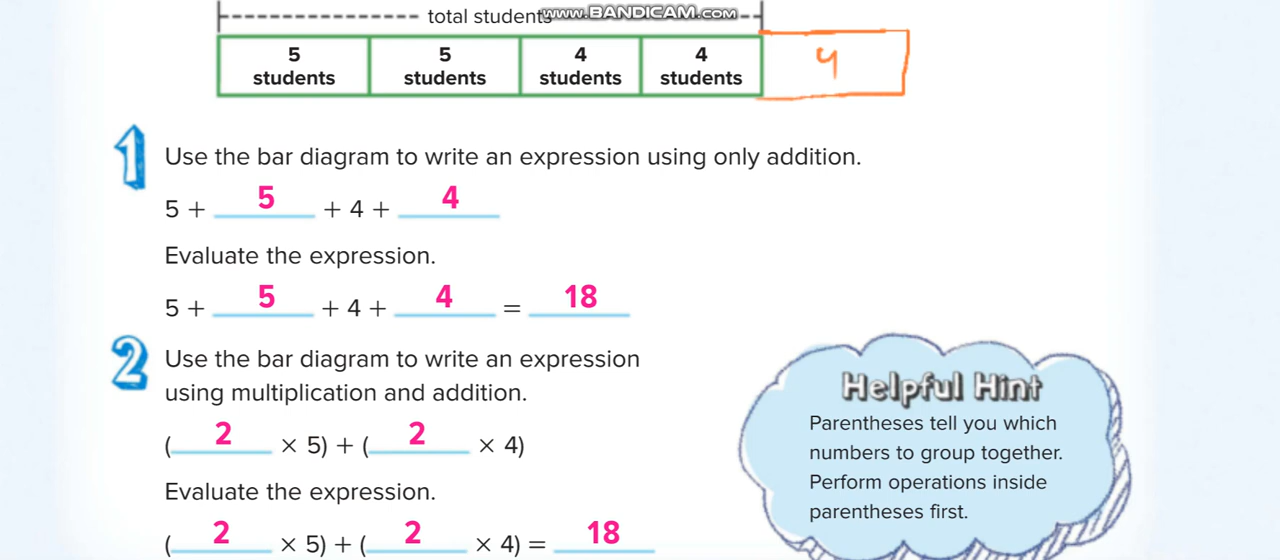 total students
www.BANDICAM.com
5 5 4 4 4
students students students students
1
Use the bar diagram to write an expression using only addition.
5 + 5 + 4 + 4
Evaluate the expression.
5 + 5 + 4 + 4 = 18
2
Use the bar diagram to write an expression
using multiplication and addition.
(2 × 5) + (2 × 4)
Evaluate the expression.
(2 × 5) + (2 × 4) = 18
Helpful Hint
Parentheses tell you which
numbers to group together.
Perform operations inside
parentheses first.